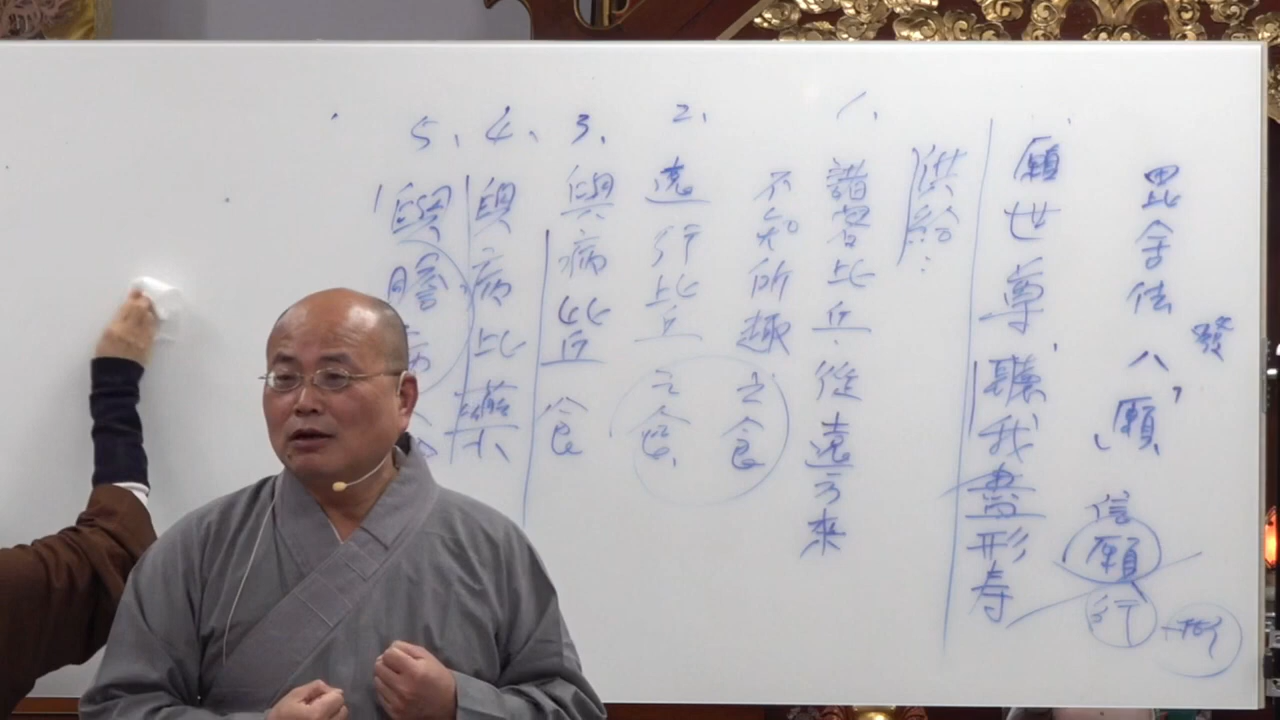 毘舍佉八願
發
信願行
願世尊聽我盡形寿
供給：
1、諸客比丘從遠方來
不知所趣之食
2、遠行比丘之食
3、與病比丘食
4、與病比藥
5、與瞻病